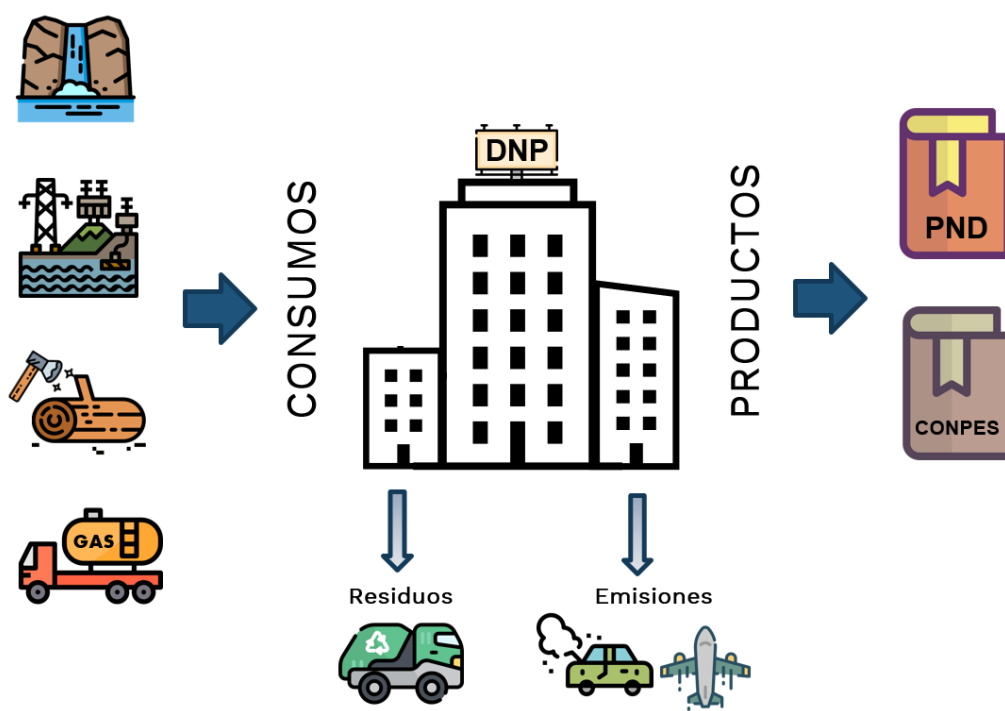 DNP
CONSUMOS
PRODUCTOS
PND
CONPES
GAS
Residuos
Emisiones